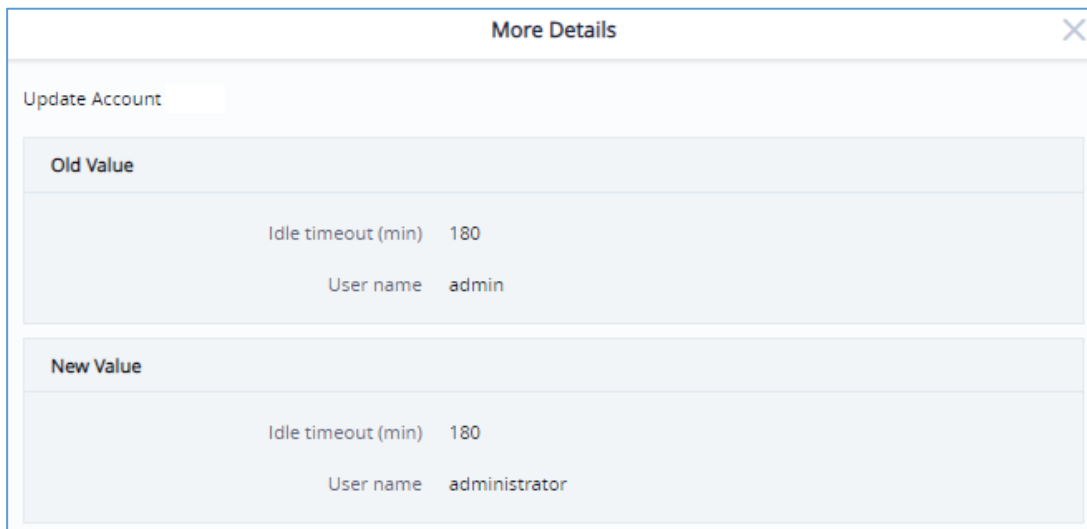 More Details
Update Account
Old Value
Idle timeout (min) 180
User name admin
New Value
Idle timeout (min) 180
User name administrator